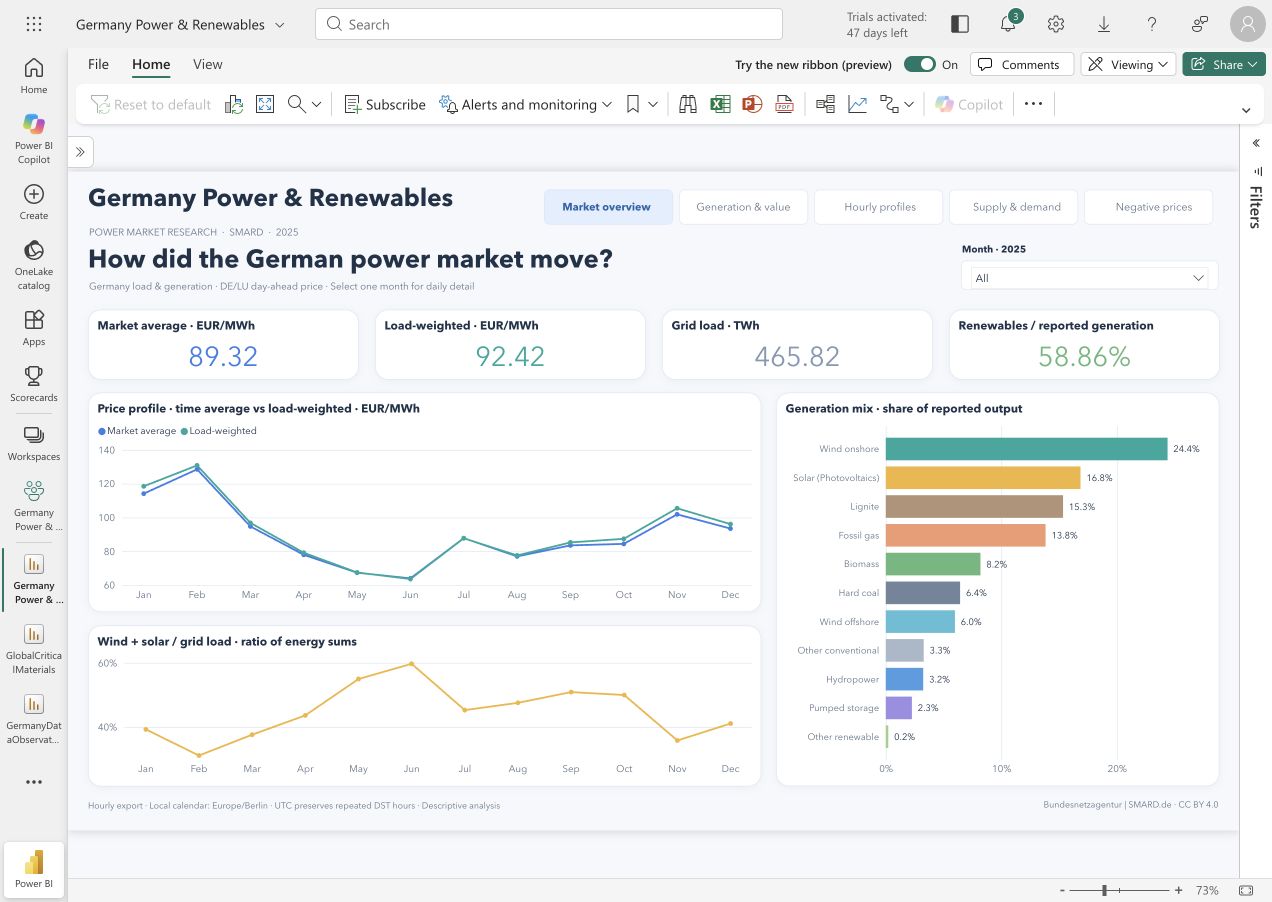 Germany Power & Renewables
Search
Trials activated:
47 days left
3
File
Home
View
Try the new ribbon (preview)
On
Comments
Viewing
Share
Reset to default
Subscribe
Alerts and monitoring
PDF
Copilot
Home
Power BI
Copilot
Create
OneLake
catalog
Apps
Scorecards
Workspaces
Germany
Power & ...
Germany
Power & ...
GlobalCritica
lMaterials
GermanyDat
aObservat...
Power BI
Filters
Germany Power & Renewables
Market overview
Generation & value
Hourly profiles
Supply & demand
Negative prices
POWER MARKET RESEARCH · SMARD · 2025
How did the German power market move?
Germany load & generation · DE/LU day-ahead price · Select one month for daily detail
Month · 2025
All
Market average · EUR/MWh
89.32
Load-weighted · EUR/MWh
92.42
Grid load · TWh
465.82
Renewables / reported generation
58.86%
Price profile · time average vs load-weighted · EUR/MWh
Market average Load-weighted
140
120
100
80
60
Jan Feb Mar Apr May Jun Jul Aug Sep Oct Nov Dec
Wind + solar / grid load · ratio of energy sums
60%
40%
Jan Feb Mar Apr May Jun Jul Aug Sep Oct Nov Dec
Generation mix · share of reported output
Wind onshore 24.4%
Solar (Photovoltaics) 16.8%
Lignite 15.3%
Fossil gas 13.8%
Biomass 8.2%
Hard coal 6.4%
Wind offshore 6.0%
Other conventional 3.3%
Hydropower 3.2%
Pumped storage 2.3%
Other renewable 0.2%
0% 10% 20%
Hourly export · Local calendar: Europe/Berlin · UTC preserves repeated DST hours · Descriptive analysis
Bundesnetzagentur | SMARD.de · CC BY 4.0
- + 73%